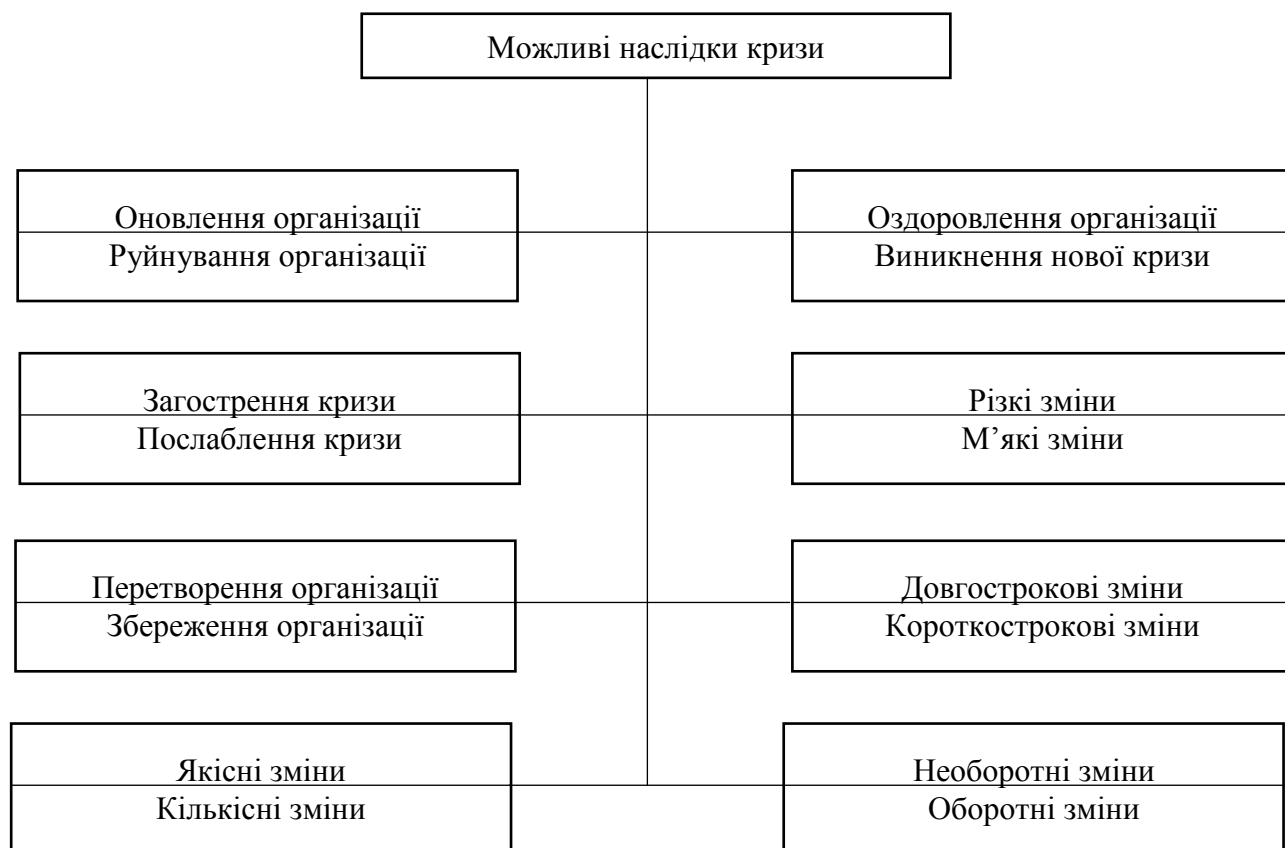 Можливі наслідки кризи
Оновлення організації
Руйнування організації
Оздоровлення організації
Виникнення нової кризи
Загострення кризи
Послаблення кризи
Різкі зміни
М’які зміни
Перетворення організації
Збереження організації
Довгострокові зміни
Короткострокові зміни
Якісні зміни
Кількісні зміни
Необоротні зміни
Оборотні зміни